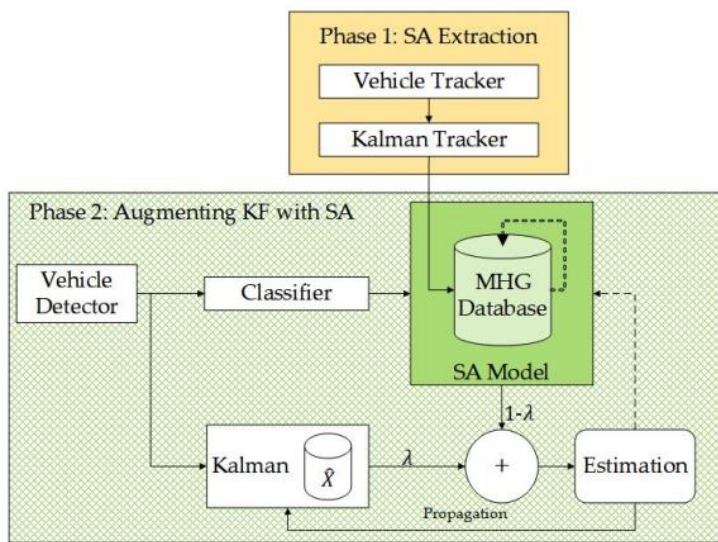 Phase 1: SA Extraction
Vehicle Tracker
Kalman Tracker
Phase 2: Augmenting KF with SA
Vehicle
Detector
Classifier
MHG
Database
SA Model
1-λ
Kalman
X̂
λ
+
Estimation
Propagation